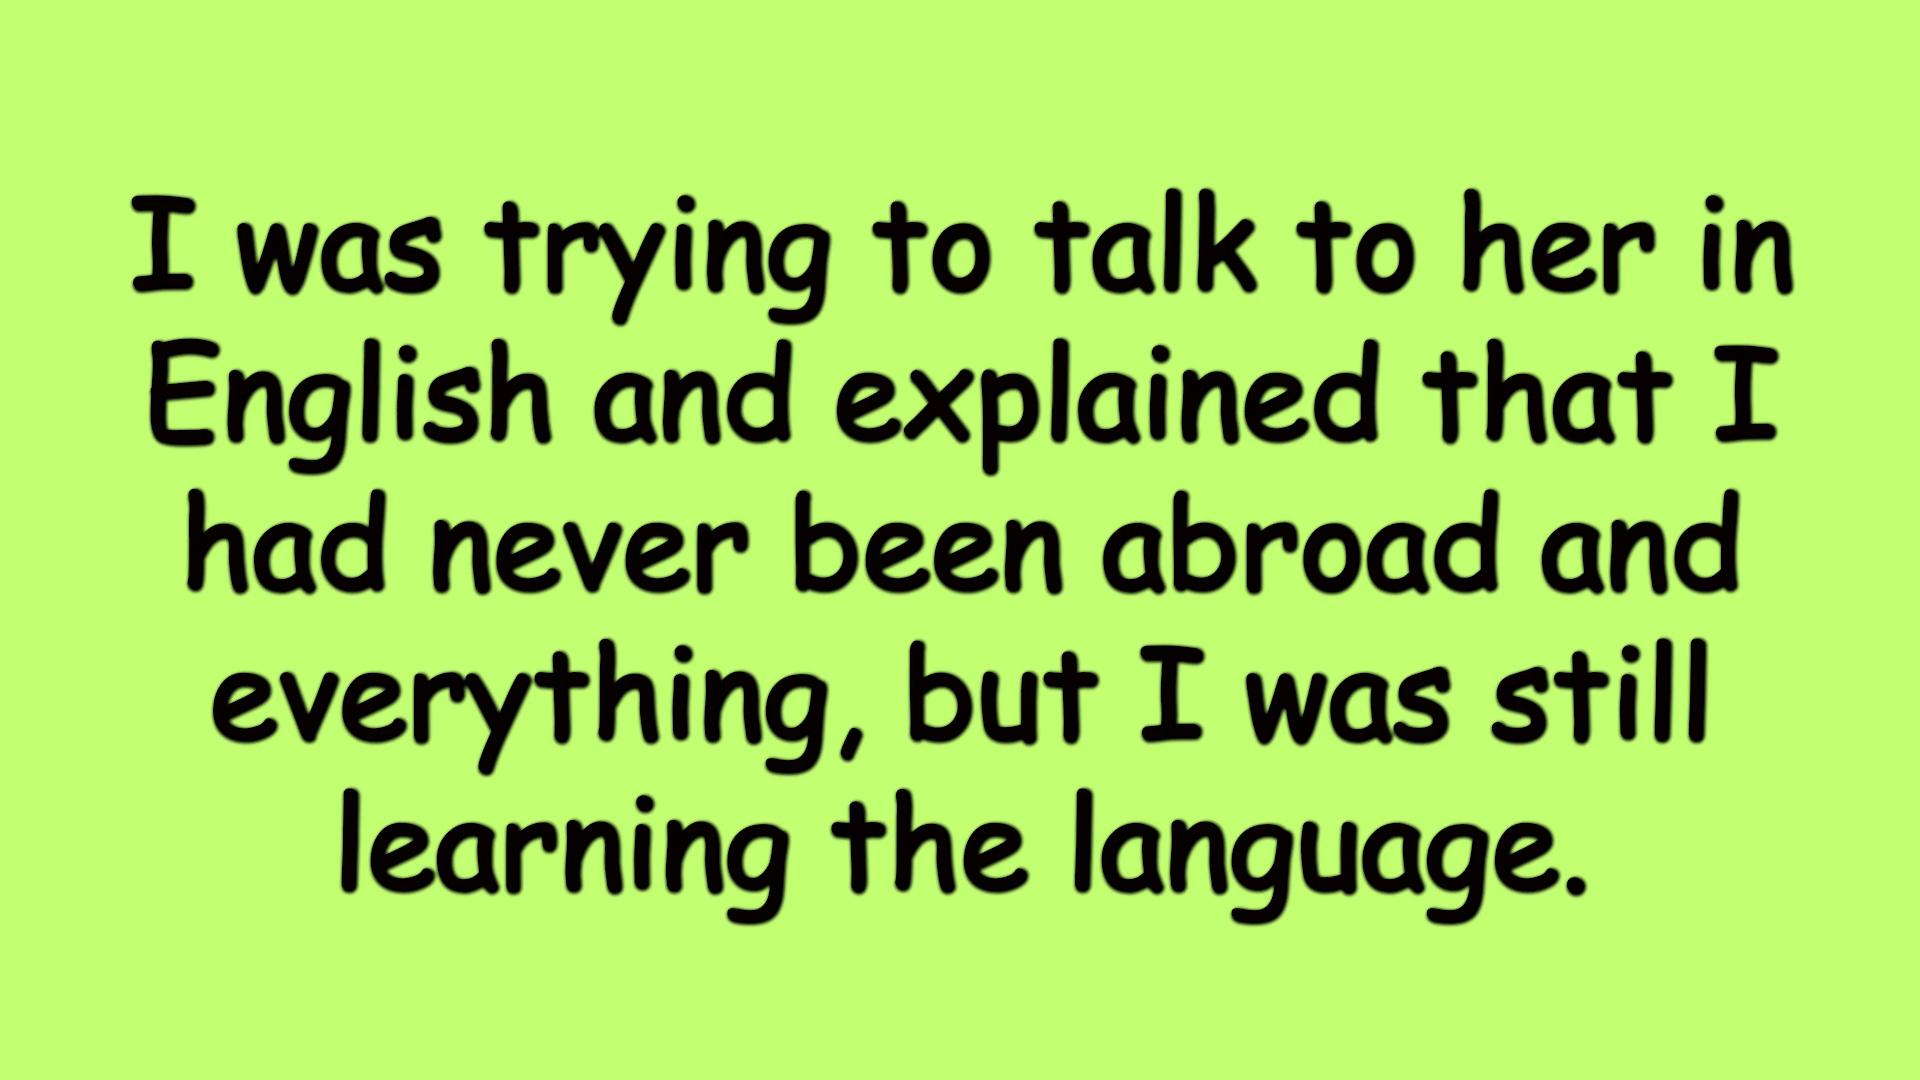 I was trying to talk to her in
English and explained that I
had never been abroad and
everything, but I was still
learning the language.